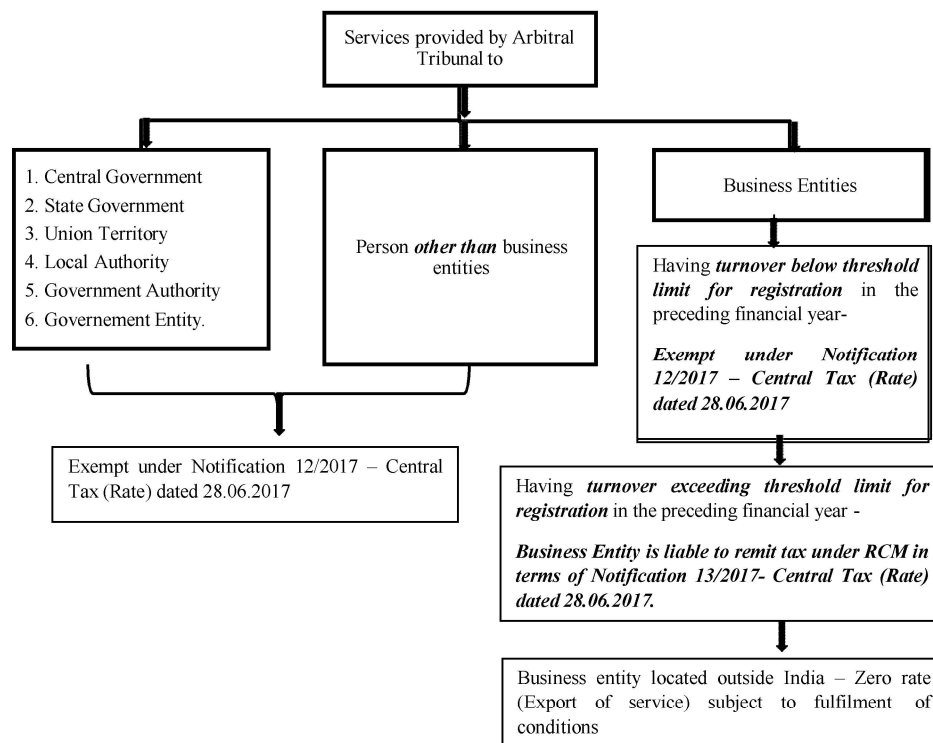 Services provided by Arbitral
Tribunal to
1. Central Government
2. State Government
3. Union Territory
4. Local Authority
5. Government Authority
6. Governement Entity.
Person other than business
entities
Business Entities
Having turnover below threshold
limit for registration in the
preceding financial year-
Exempt under Notification
12/2017 – Central Tax (Rate)
dated 28.06.2017
Exempt under Notification 12/2017 – Central
Tax (Rate) dated 28.06.2017
Having turnover exceeding threshold limit for
registration in the preceding financial year -
Business Entity is liable to remit tax under RCM in
terms of Notification 13/2017- Central Tax (Rate)
dated 28.06.2017.
Business entity located outside India – Zero rate
(Export of service) subject to fulfilment of
conditions